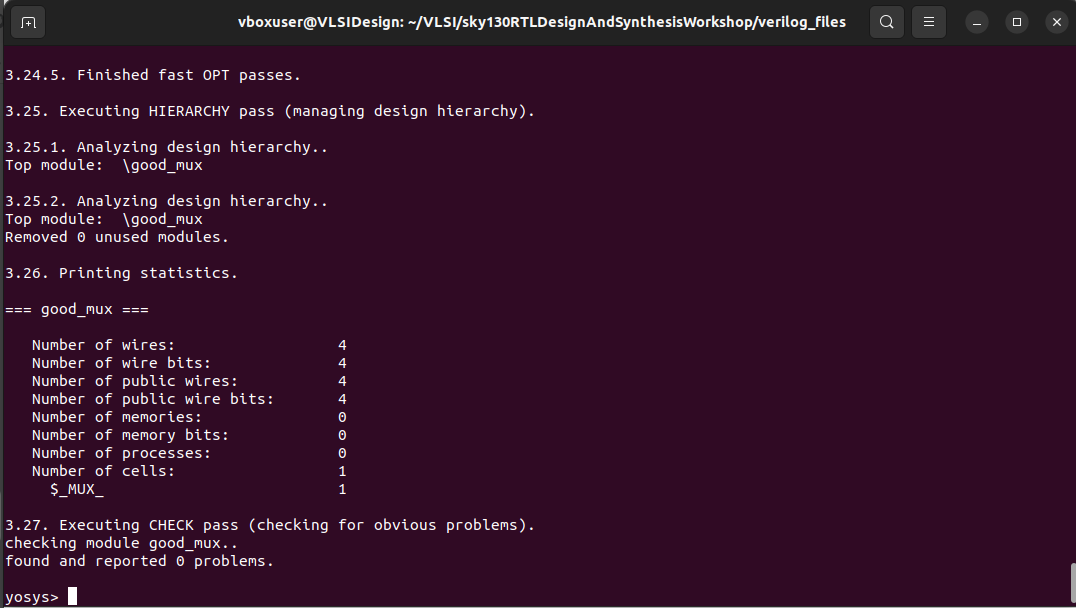 vboxuser@VLSIDesign: ~/VLSI/sky130RTLDesignAndSynthesisWorkshop/verilog_files
3.24.5. Finished fast OPT passes.
3.25. Executing HIERARCHY pass (managing design hierarchy).
3.25.1. Analyzing design hierarchy..
Top module:  \good_mux
3.25.2. Analyzing design hierarchy..
Top module:  \good_mux
Removed 0 unused modules.
3.26. Printing statistics.
=== good_mux ===
   Number of wires:                  4
   Number of wire bits:              4
   Number of public wires:           4
   Number of public wire bits:       4
   Number of memories:               0
   Number of memory bits:            0
   Number of processes:              0
   Number of cells:                  1
     $_MUX_                          1
3.27. Executing CHECK pass (checking for obvious problems).
checking module good_mux..
found and reported 0 problems.
yosys>